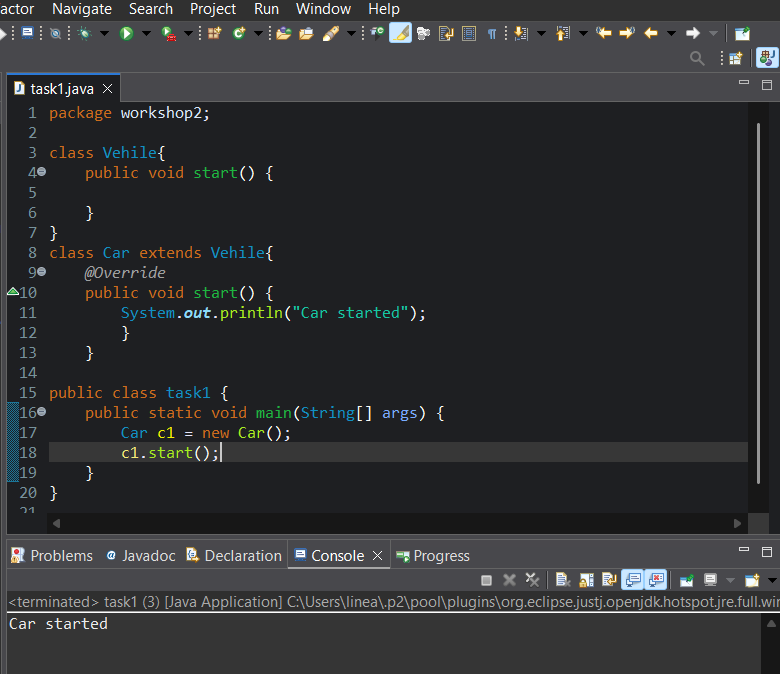 actor Navigate Search Project Run Window Help
task1.java
1 package workshop2;
2
3 class Vehile{
4 public void start() {
5
6 }
7 }
8 class Car extends Vehile{
9 @Override
10 public void start() {
11 System.out.println("Car started");
12 }
13 }
14
15 public class task1 {
16 public static void main(String[] args) {
17 Car c1 = new Car();
18 c1.start();
19 }
20 }
21
Problems @ Javadoc Declaration Console Progress
<terminated> task1 (3) [Java Application] C:\Users\linea\.p2\pool\plugins\org.eclipse.justj.openjdk.hotspot.jre.full.win
Car started